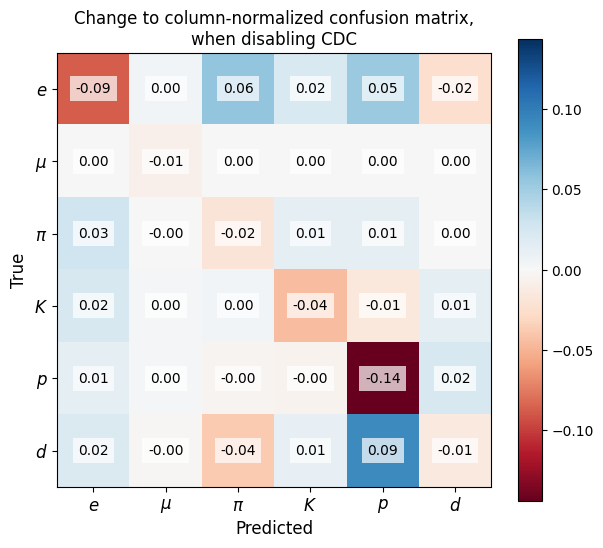 Change to column-normalized confusion matrix,
when disabling CDC
e -0.09 0.00 0.06 0.02 0.05 -0.02
μ 0.00 -0.01 0.00 0.00 0.00 0.00
π 0.03 -0.00 -0.02 0.01 0.01 0.00
K 0.02 0.00 0.00 -0.04 -0.01 0.01
p 0.01 0.00 -0.00 -0.00 -0.14 0.02
d 0.02 -0.00 -0.04 0.01 0.09 -0.01
e μ π K p d
True
Predicted
0.10
0.05
0.00
−0.05
−0.10